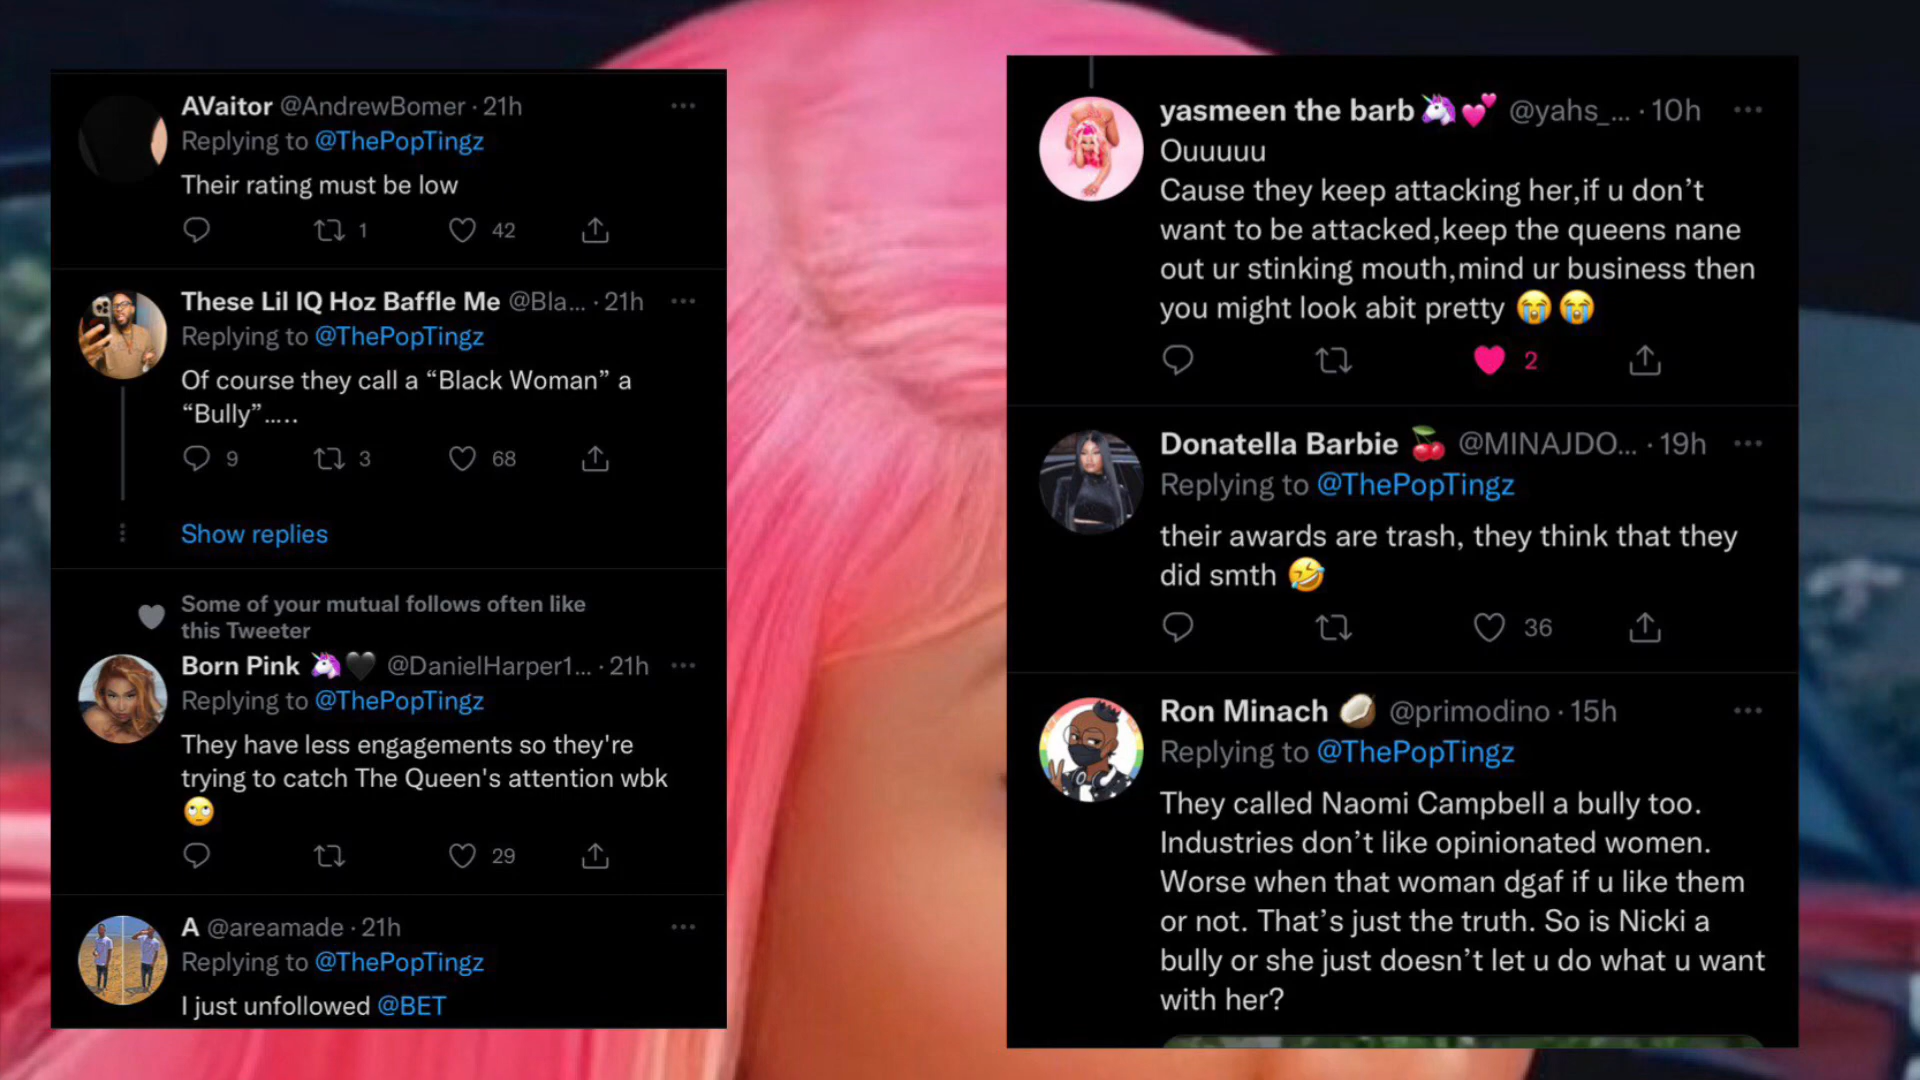 AVaitor @AndrewBomer · 21h
Replying to @ThePopTingz
Their rating must be low
1 42
These Lil IQ Hoz Baffle Me @Bla... · 21h
Replying to @ThePopTingz
Of course they call a “Black Woman” a
“Bully”.....
9 3 68
Show replies
Some of your mutual follows often like
this Tweeter
Born Pink 🦄🖤 @DanielHarper1... · 21h
Replying to @ThePopTingz
They have less engagements so they're
trying to catch The Queen's attention wbk
🙄
29
A @areamade · 21h
Replying to @ThePopTingz
I just unfollowed @BET
yasmeen the barb🦄💕 @yahs_... · 10h
Ouuuuu
Cause they keep attacking her,if u don’t
want to be attacked,keep the queens nane
out ur stinking mouth,mind ur business then
you might look abit pretty 😭😭
2
Donatella Barbie 🍒 @MINAJDO... · 19h
Replying to @ThePopTingz
their awards are trash, they think that they
did smth 🤣
36
Ron Minach 🥥 @primodino · 15h
Replying to @ThePopTingz
They called Naomi Campbell a bully too.
Industries don’t like opinionated women.
Worse when that woman dgaf if u like them
or not. That’s just the truth. So is Nicki a
bully or she just doesn’t let u do what u want
with her?